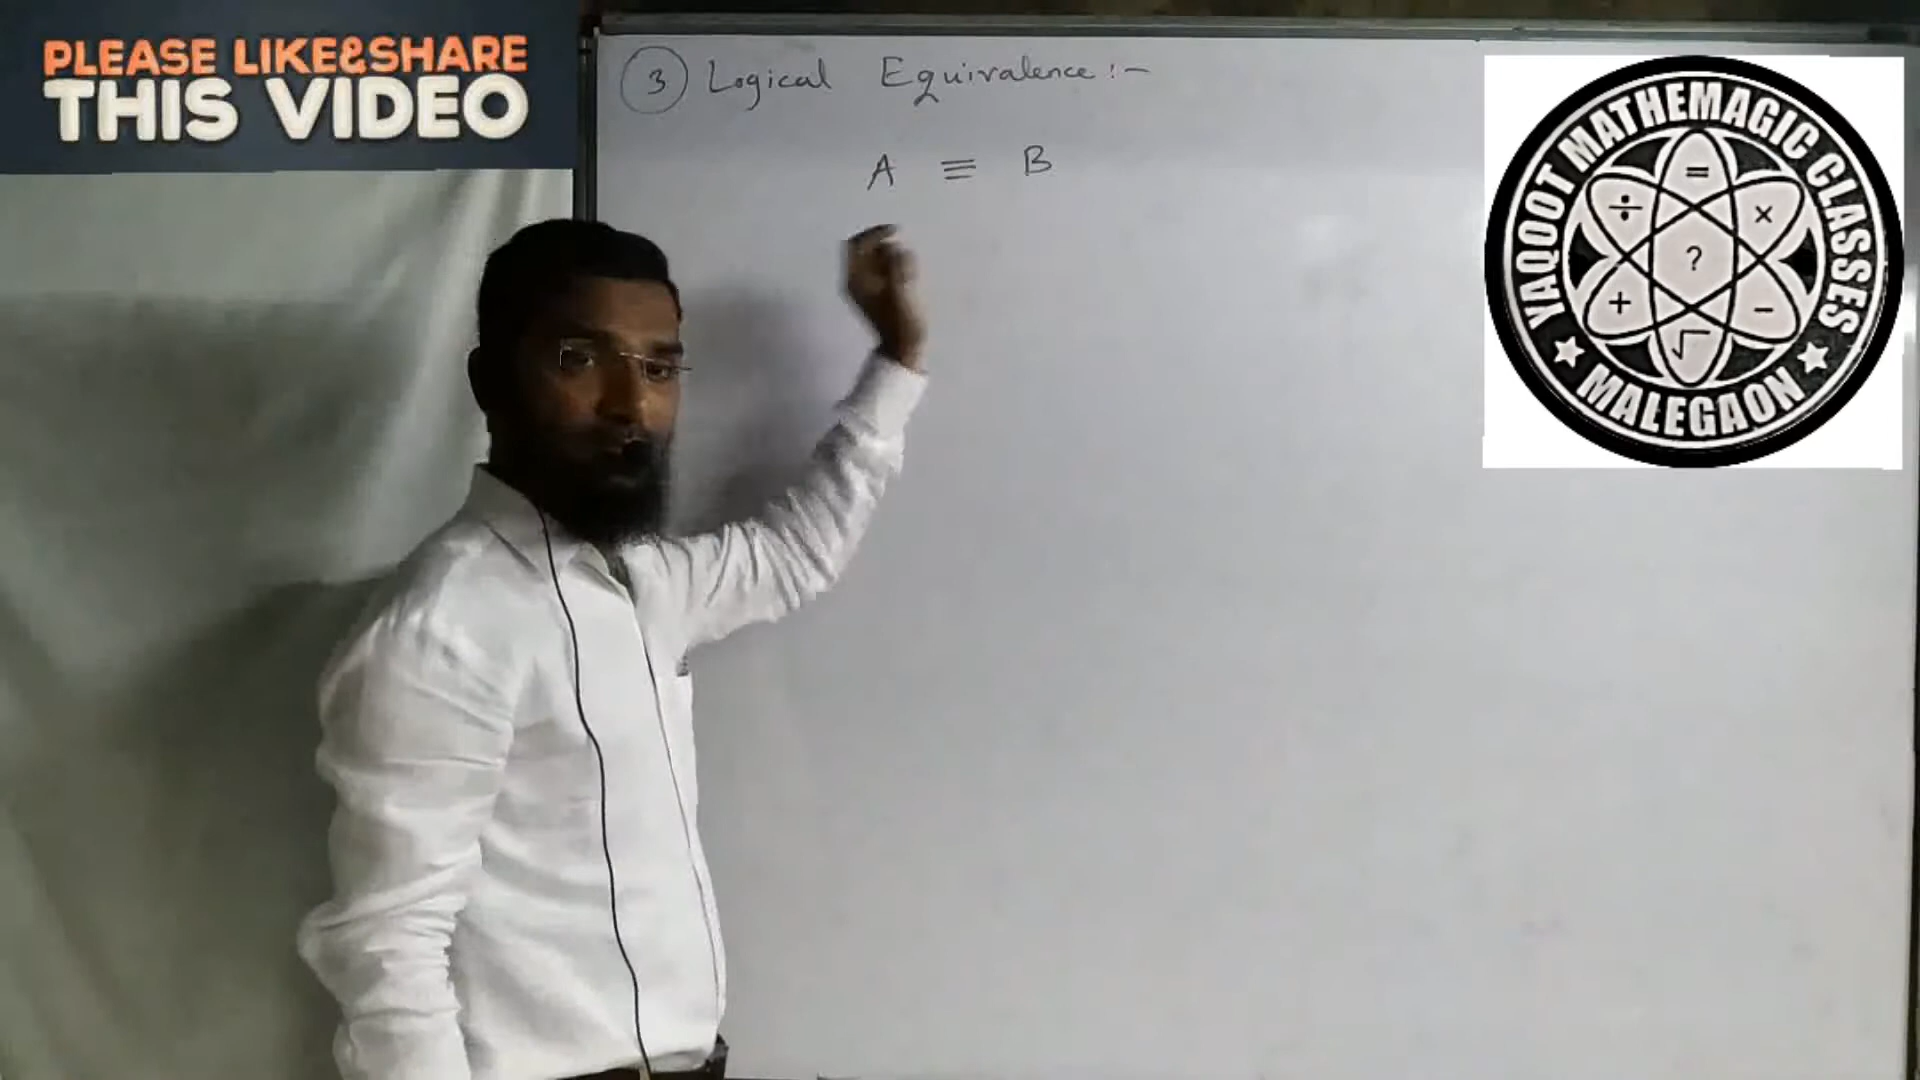 PLEASE LIKE&SHARE
THIS VIDEO
3 Logical Equivalence :-
A ≡ B
YAQOOT MATHEMAGIC CLASSES
= ÷ × ? + - √
MALEGAON